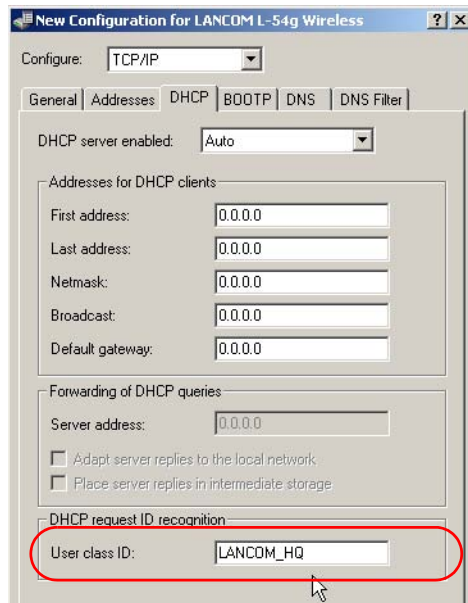 New Configuration for LANCOM L-54g Wireless
Configure: TCP/IP
General Addresses DHCP BOOTP DNS DNS Filter
DHCP server enabled: Auto
Addresses for DHCP clients
First address: 0.0.0.0
Last address: 0.0.0.0
Netmask: 0.0.0.0
Broadcast: 0.0.0.0
Default gateway: 0.0.0.0
Forwarding of DHCP queries
Server address: 0.0.0.0
Adapt server replies to the local network
Place server replies in intermediate storage
DHCP request ID recognition
User class ID: LANCOM_HQ